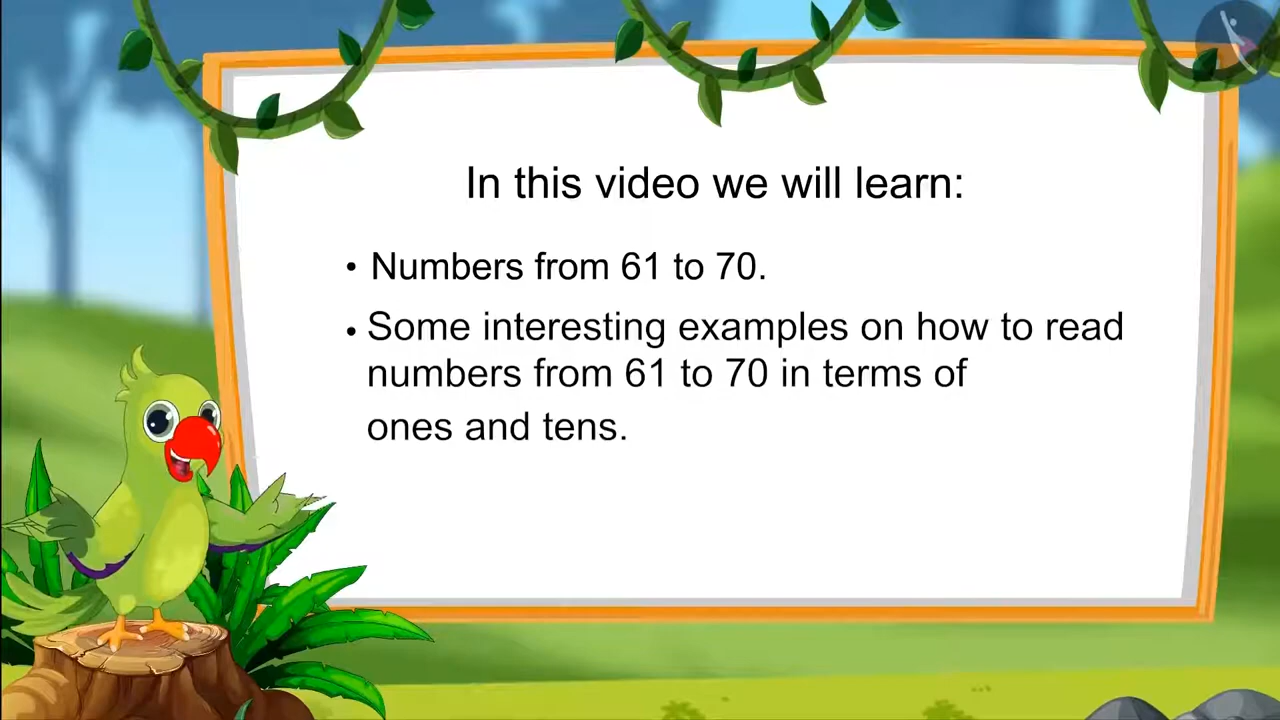 In this video we will learn:
• Numbers from 61 to 70.
• Some interesting examples on how to read
numbers from 61 to 70 in terms of
ones and tens.